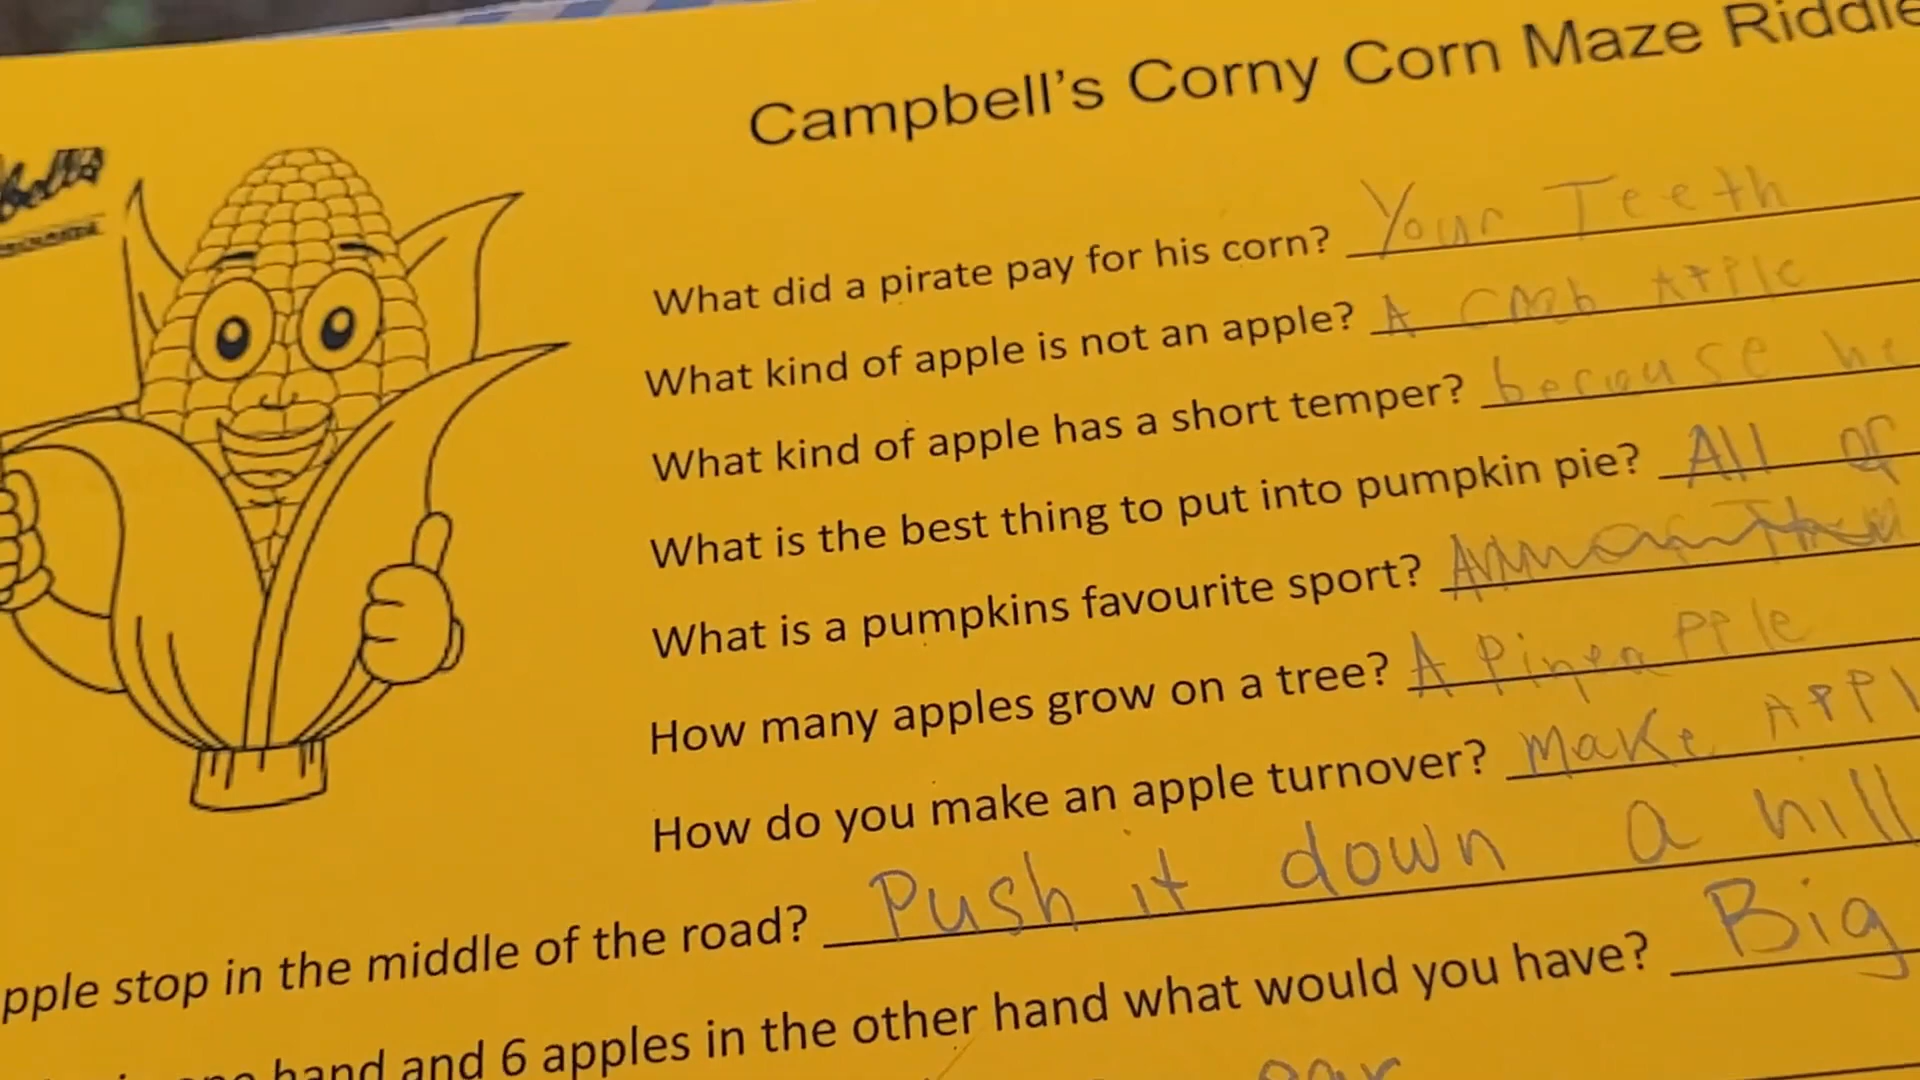 Campbell's Corny Corn Maze Riddle
What did a pirate pay for his corn? Your Teeth
What kind of apple is not an apple? A Crab Apple
What kind of apple has a short temper? because he
What is the best thing to put into pumpkin pie? All of
What is a pumpkins favourite sport?
How many apples grow on a tree? A Pineapple
How do you make an apple turnover? Make APPl
pple stop in the middle of the road? Push it down a hill
hand and 6 apples in the other hand what would you have? Big